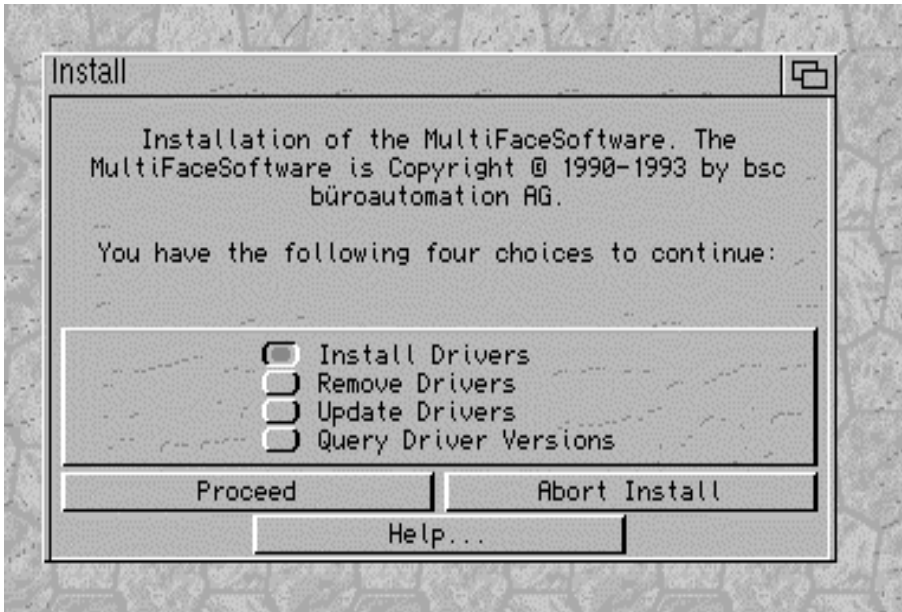 Install
Installation of the MultiFaceSoftware. The
MultiFaceSoftware is Copyright © 1990-1993 by bsc
büroautomation AG.
You have the following four choices to continue:
Install Drivers
Remove Drivers
Update Drivers
Query Driver Versions
Proceed
Abort Install
Help...